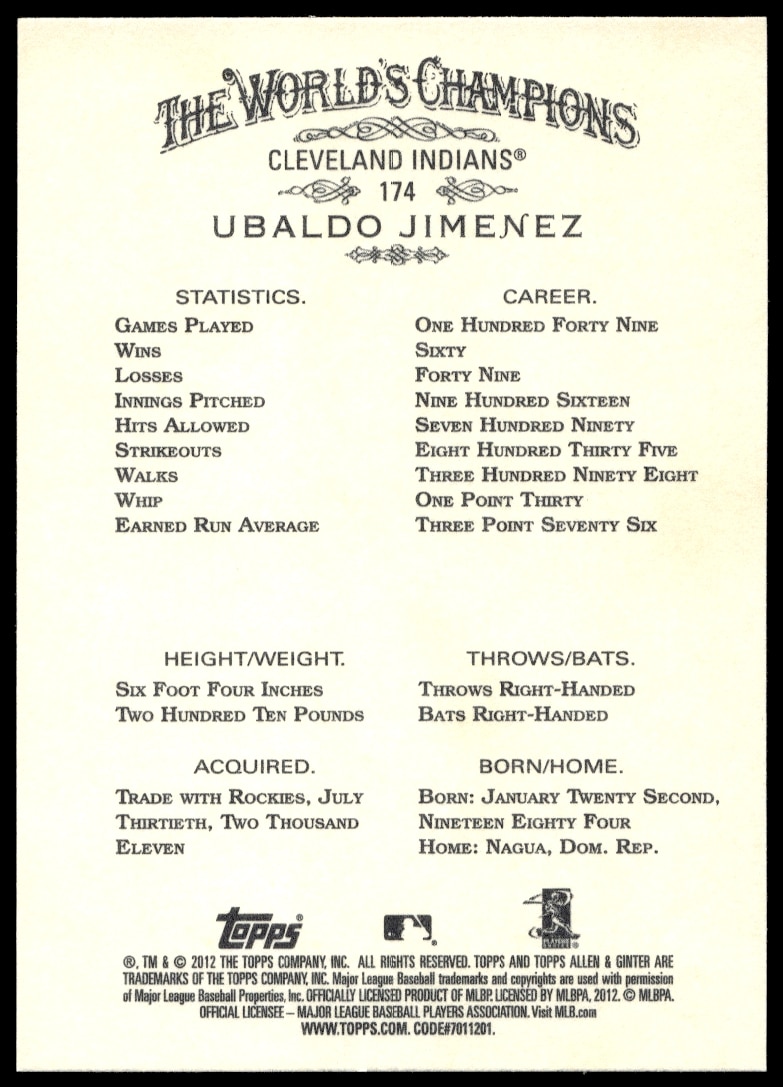 THE WORLD'S CHAMPIONS
CLEVELAND INDIANS®
174
UBALDO JIMENEZ
STATISTICS. CAREER.
GAMES PLAYED ONE HUNDRED FORTY NINE
WINS SIXTY
LOSSES FORTY NINE
INNINGS PITCHED NINE HUNDRED SIXTEEN
HITS ALLOWED SEVEN HUNDRED NINETY
STRIKEOUTS EIGHT HUNDRED THIRTY FIVE
WALKS THREE HUNDRED NINETY EIGHT
WHIP ONE POINT THIRTY
EARNED RUN AVERAGE THREE POINT SEVENTY SIX
HEIGHT/WEIGHT.
SIX FOOT FOUR INCHES
TWO HUNDRED TEN POUNDS
THROWS/BATS.
THROWS RIGHT-HANDED
BATS RIGHT-HANDED
ACQUIRED.
TRADE WITH ROCKIES, JULY
THIRTIETH, TWO THOUSAND
ELEVEN
BORN/HOME.
BORN: JANUARY TWENTY SECOND,
NINETEEN EIGHTY FOUR
HOME: NAGUA, DOM. REP.
Topps® ® ®
®, TM & © 2012 THE TOPPS COMPANY, INC. ALL RIGHTS RESERVED. TOPPS AND TOPPS ALLEN & GINTER ARE
TRADEMARKS OF THE TOPPS COMPANY, INC. Major League Baseball trademarks and copyrights are used with permission
of Major League Baseball Properties, Inc. OFFICIALLY LICENSED PRODUCT OF MLBP. LICENSED BY MLBPA, 2012. © MLBPA.
OFFICIAL LICENSEE – MAJOR LEAGUE BASEBALL PLAYERS ASSOCIATION. Visit MLB.com
WWW.TOPPS.COM. CODE#7011201.